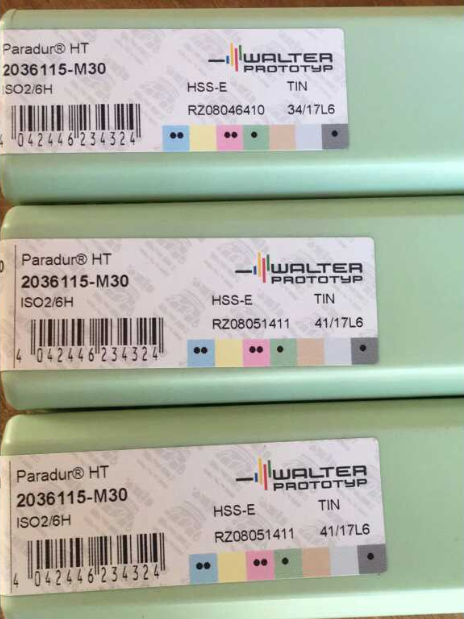 Paradur® HT
2036115-M30
ISO2/6H
WALTER
PROTOTYP
HSS-E TIN
RZ08046410 34/17L6
4 042446 234324
Paradur® HT
2036115-M30
ISO2/6H
WALTER
PROTOTYP
HSS-E TIN
RZ08051411 41/17L6
4 042446 234324
Paradur® HT
2036115-M30
ISO2/6H
WALTER
PROTOTYP
HSS-E TIN
RZ08051411 41/17L6
4 042446 234324